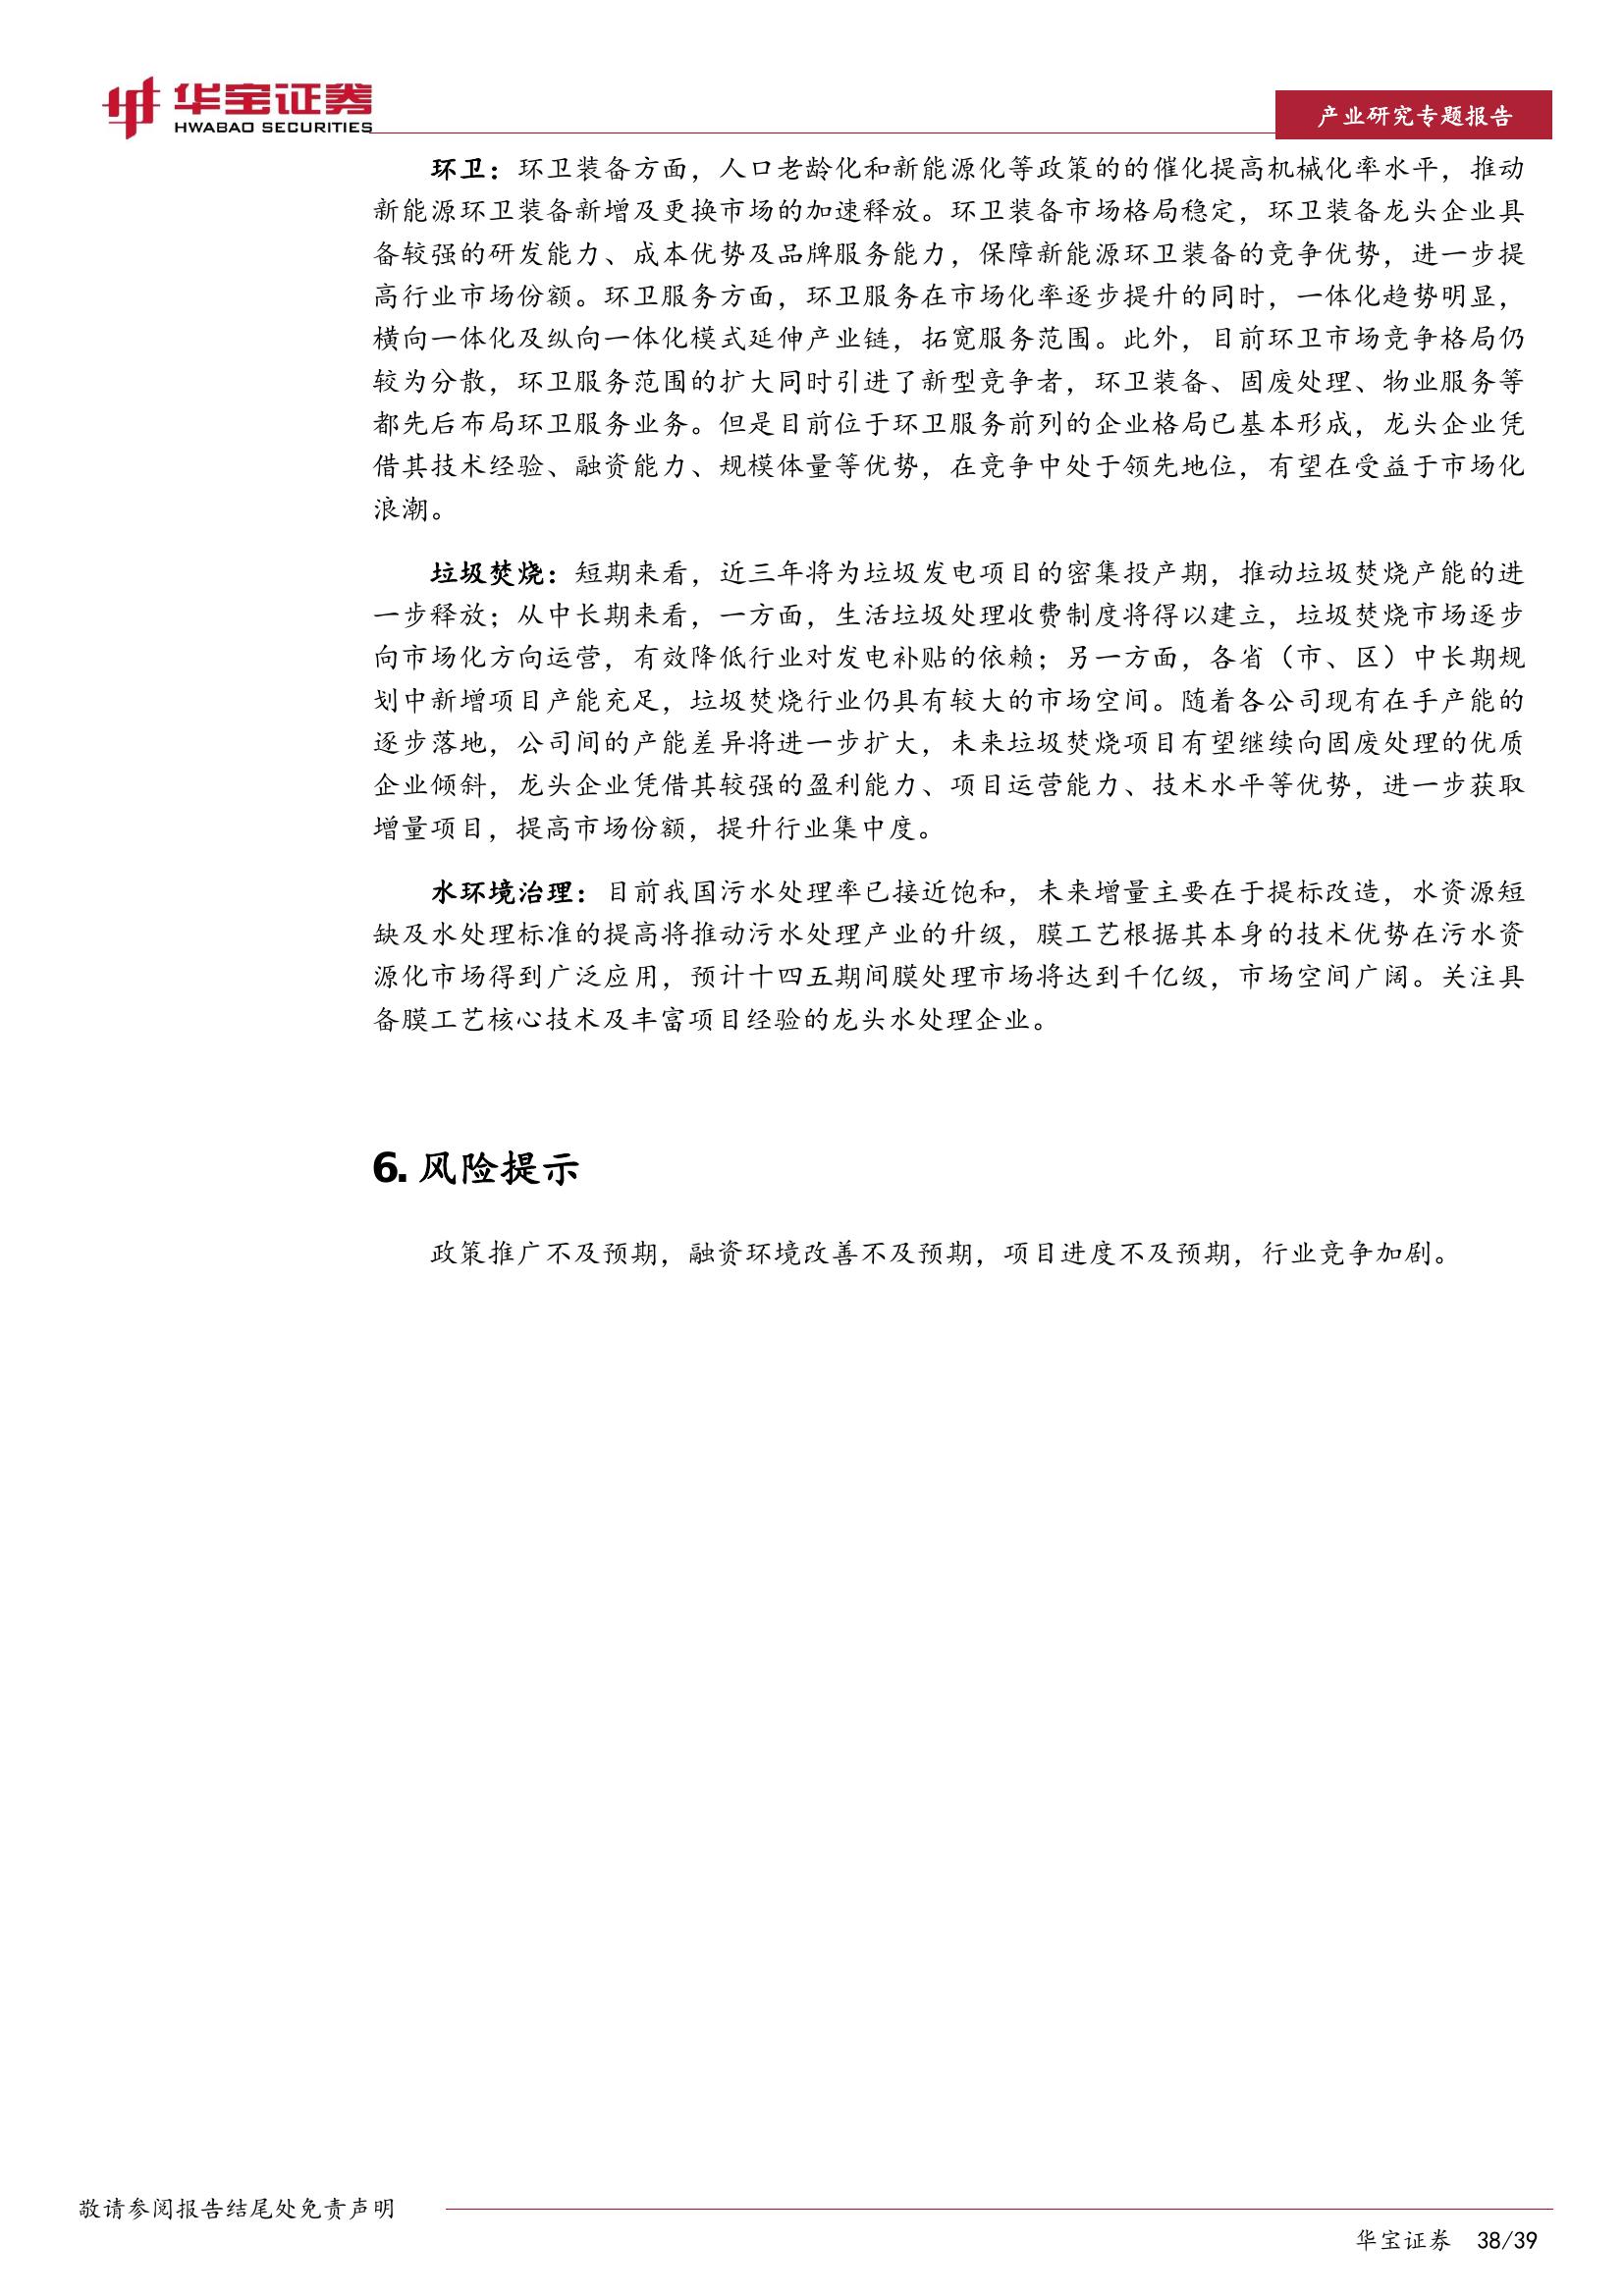 华宝证券
HWABAO SECURITIES
产业研究专题报告
环卫：环卫装备方面，人口老龄化和新能源化等政策的的催化提高机械化率水平，推动
新能源环卫装备新增及更换市场的加速释放。环卫装备市场格局稳定，环卫装备龙头企业具
备较强的研发能力、成本优势及品牌服务能力，保障新能源环卫装备的竞争优势，进一步提
高行业市场份额。环卫服务方面，环卫服务在市场化率逐步提升的同时，一体化趋势明显，
横向一体化及纵向一体化模式延伸产业链，拓宽服务范围。此外，目前环卫市场竞争格局仍
较为分散，环卫服务范围的扩大同时引进了新型竞争者，环卫装备、固废处理、物业服务等
都先后布局环卫服务业务。但是目前位于环卫服务前列的企业格局已基本形成，龙头企业凭
借其技术经验、融资能力、规模体量等优势，在竞争中处于领先地位，有望在受益于市场化
浪潮。
垃圾焚烧：短期来看，近三年将为垃圾发电项目的密集投产期，推动垃圾焚烧产能的进
一步释放；从中长期来看，一方面，生活垃圾处理收费制度将得以建立，垃圾焚烧市场逐步
向市场化方向运营，有效降低行业对发电补贴的依赖；另一方面，各省（市、区）中长期规
划中新增项目产能充足，垃圾焚烧行业仍具有较大的市场空间。随着各公司现有在手产能的
逐步落地，公司间的产能差异将进一步扩大，未来垃圾焚烧项目有望继续向固废处理的优质
企业倾斜，龙头企业凭借其较强的盈利能力、项目运营能力、技术水平等优势，进一步获取
增量项目，提高市场份额，提升行业集中度。
水环境治理：目前我国污水处理率已接近饱和，未来增量主要在于提标改造，水资源短
缺及水处理标准的提高将推动污水处理产业的升级，膜工艺根据其本身的技术优势在污水资
源化市场得到广泛应用，预计十四五期间膜处理市场将达到千亿级，市场空间广阔。关注具
备膜工艺核心技术及丰富项目经验的龙头水处理企业。
6. 风险提示
政策推广不及预期，融资环境改善不及预期，项目进度不及预期，行业竞争加剧。
敬请参阅报告结尾处免责声明
华宝证券 38/39